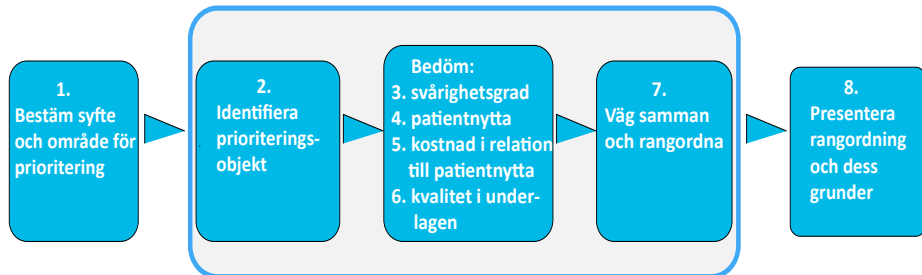 1.
Bestäm syfte
och område för
prioritering
2.
Identifiera
prioriterings-
objekt
Bedöm:
3. svårighetsgrad
4. patientnytta
5. kostnad i relation
till patientnytta
6. kvalitet i under-
lagen
7.
Väg samman
och rangordna
8.
Presentera
rangordning
och dess
grunder